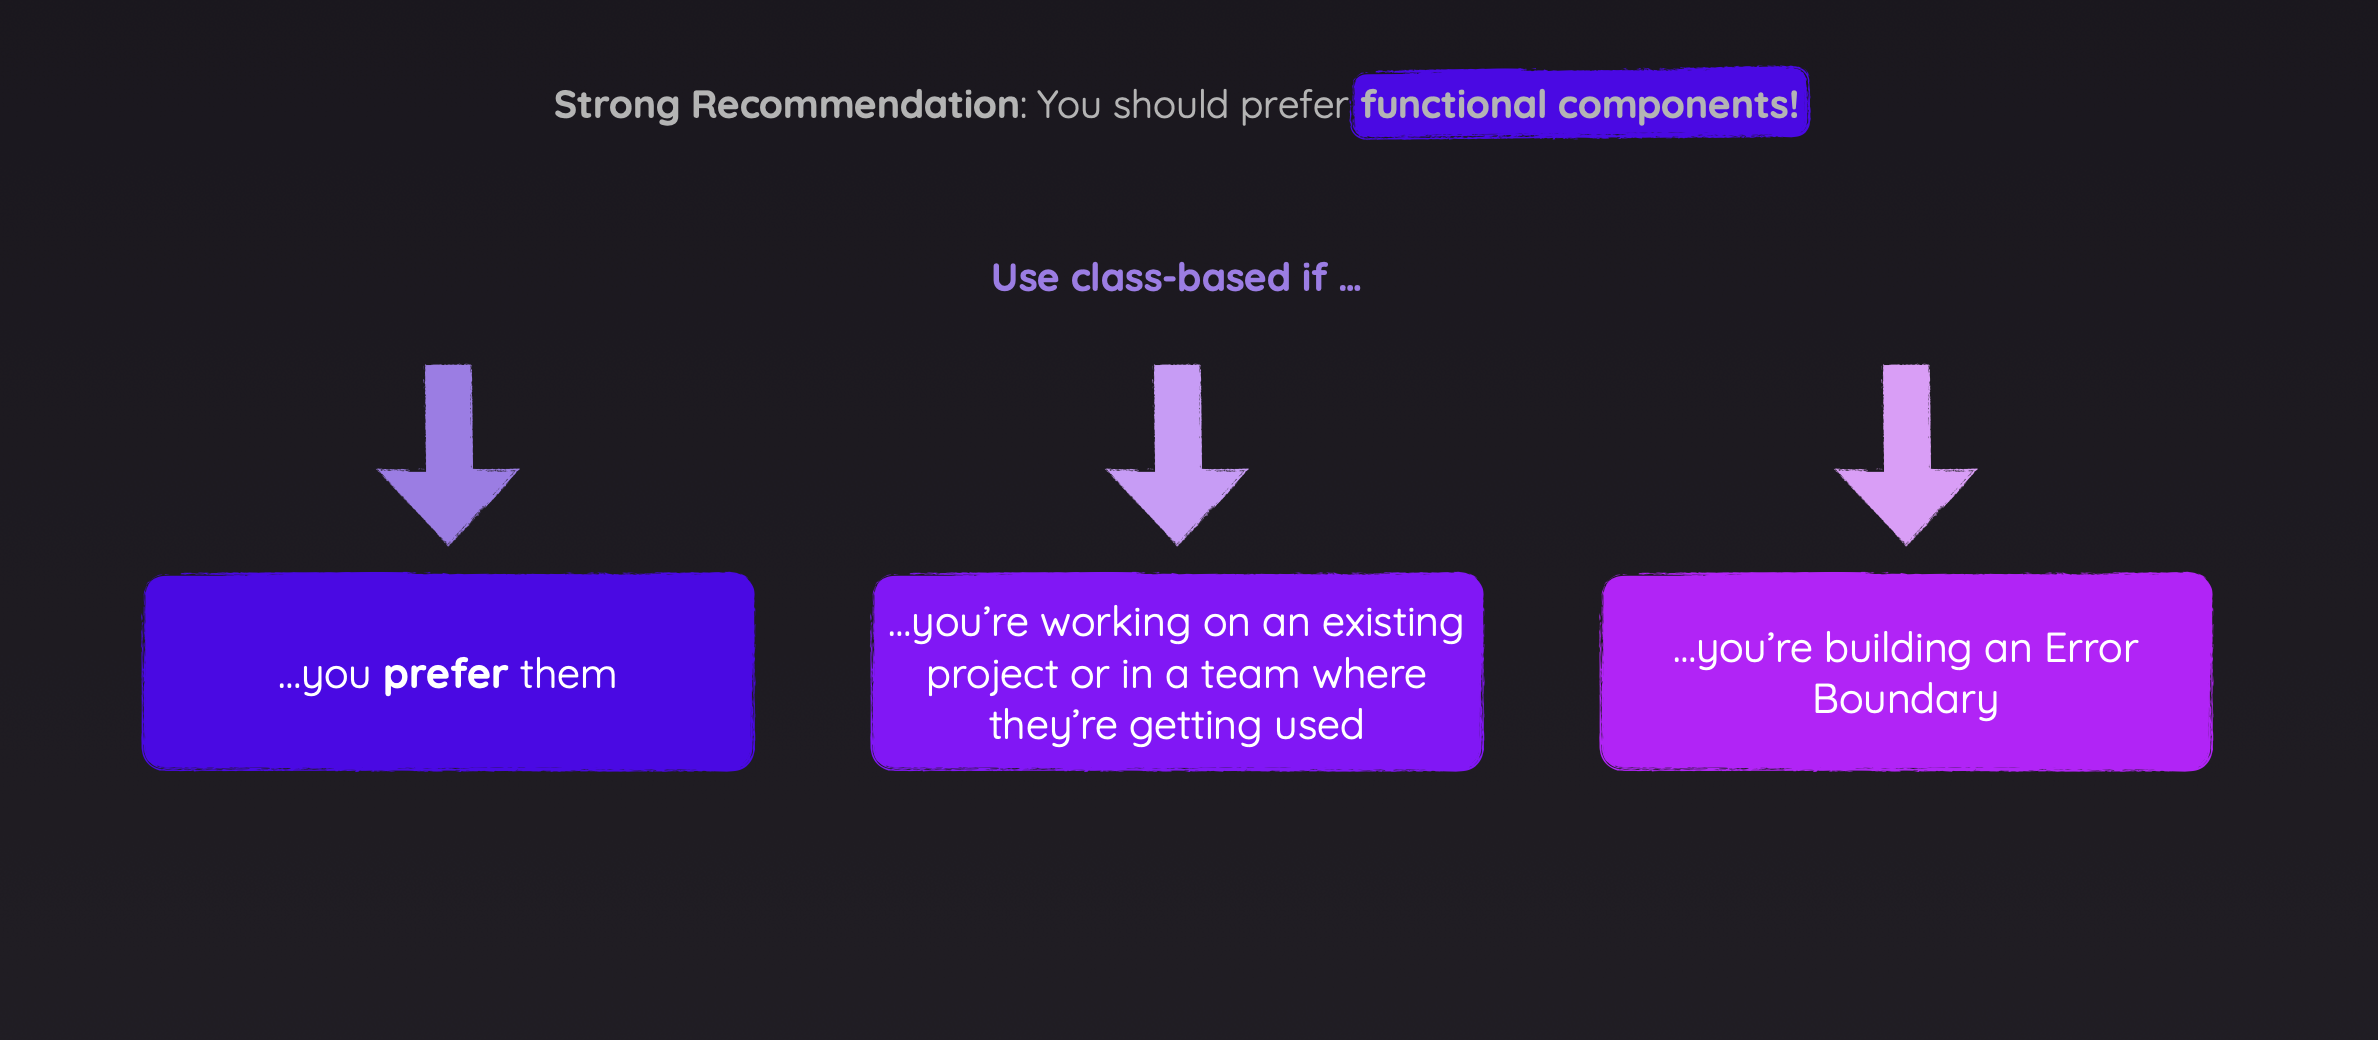 Strong Recommendation: You should prefer functional components!
Use class-based if ...
...you prefer them
...you’re working on an existing
project or in a team where
they’re getting used
...you’re building an Error
Boundary